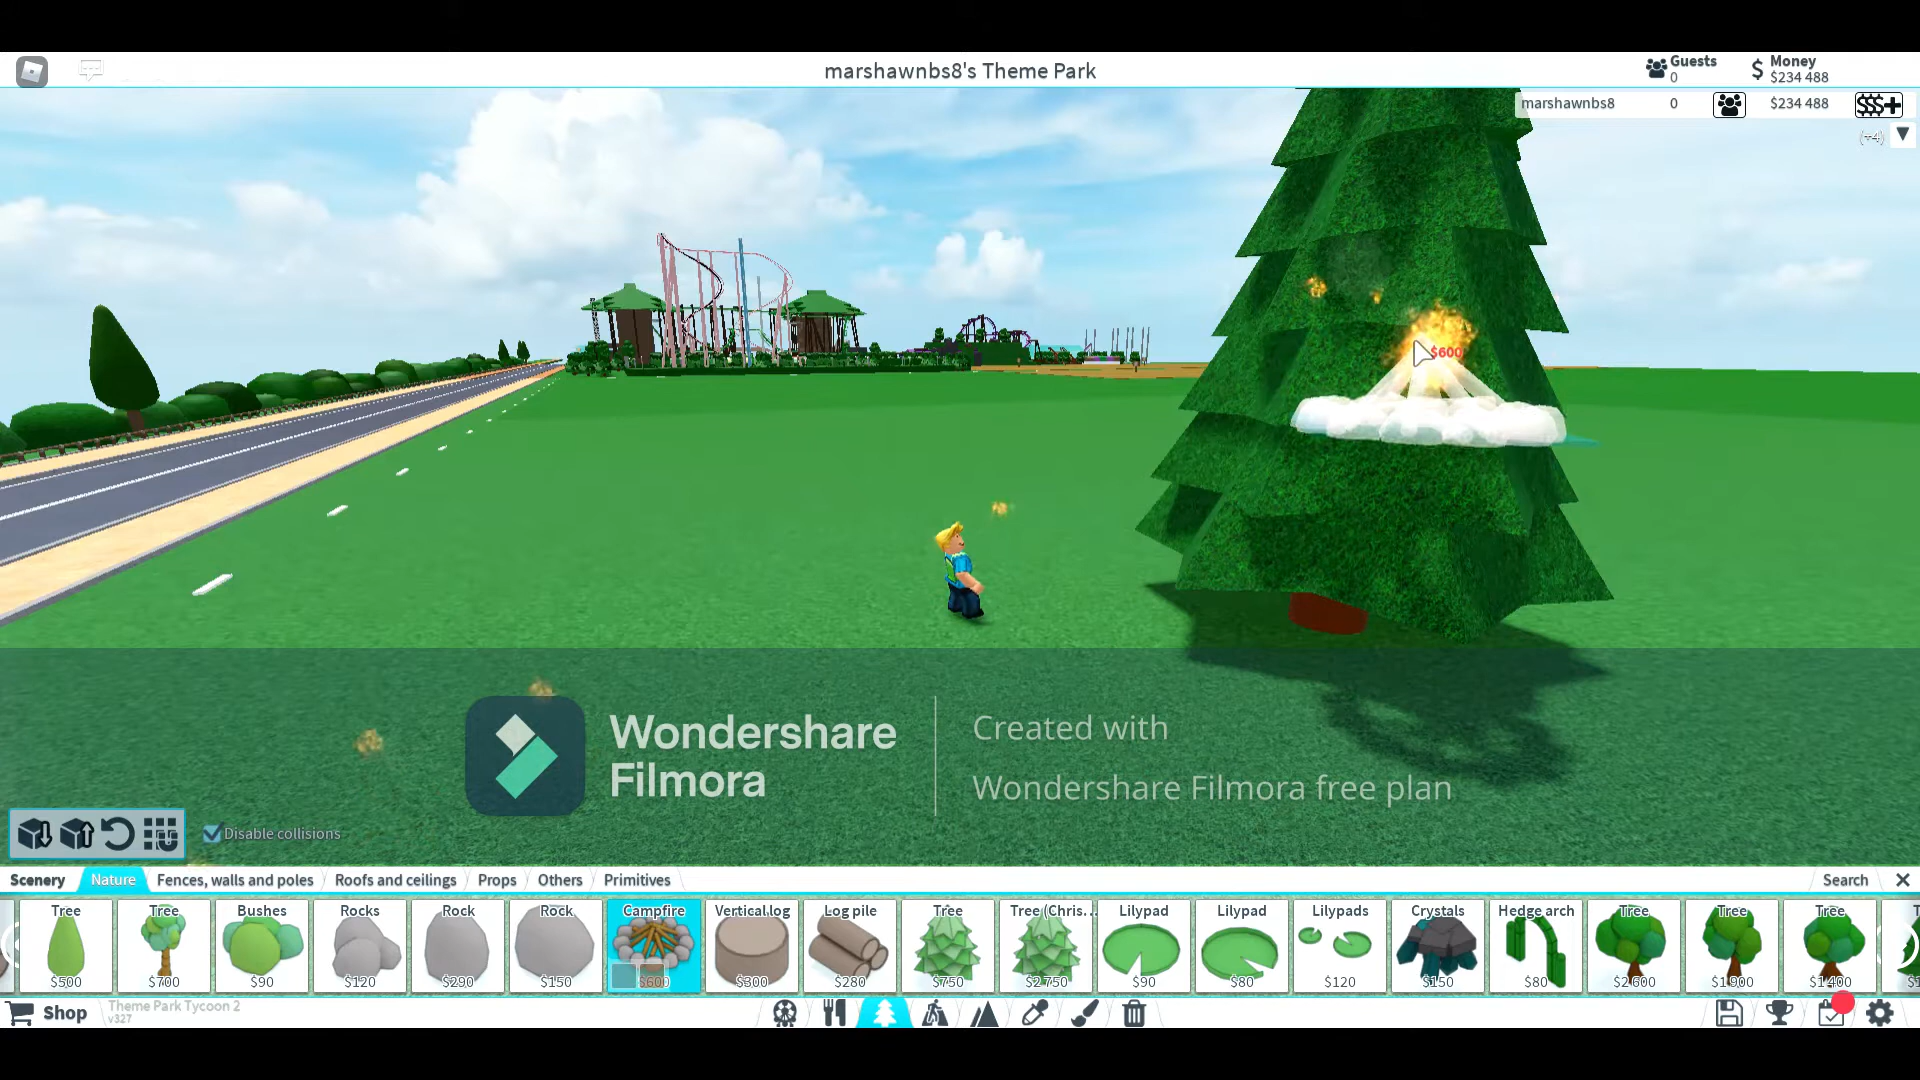 marshawnbs8's Theme Park
Guests
0
Money
$234 488
marshawnbs8 0 $234 488
$$$+
(+4)
$600
Wondershare
Filmora
Created with
Wondershare Filmora free plan
Disable collisions
Scenery Nature Fences, walls and poles Roofs and ceilings Props Others Primitives Search
Tree Tree Bushes Rocks Rock Rock Campfire Vertical log Log pile Tree Tree (Chris... Lilypad Lilypad Lilypads Crystals Hedge arch Tree Tree Tree
$500 $700 $90 $120 $290 $150 $600 $300 $280 $750 $2 750 $90 $80 $120 $150 $80 $2 600 $1 900 $1 400
Shop
Theme Park Tycoon 2
v327